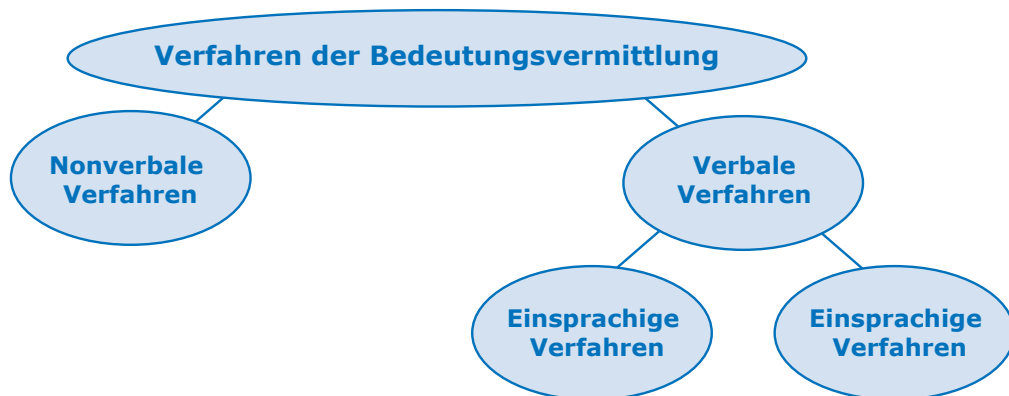 Verfahren der Bedeutungsvermittlung
Nonverbale
Verfahren
Verbale
Verfahren
Einsprachige
Verfahren
Einsprachige
Verfahren